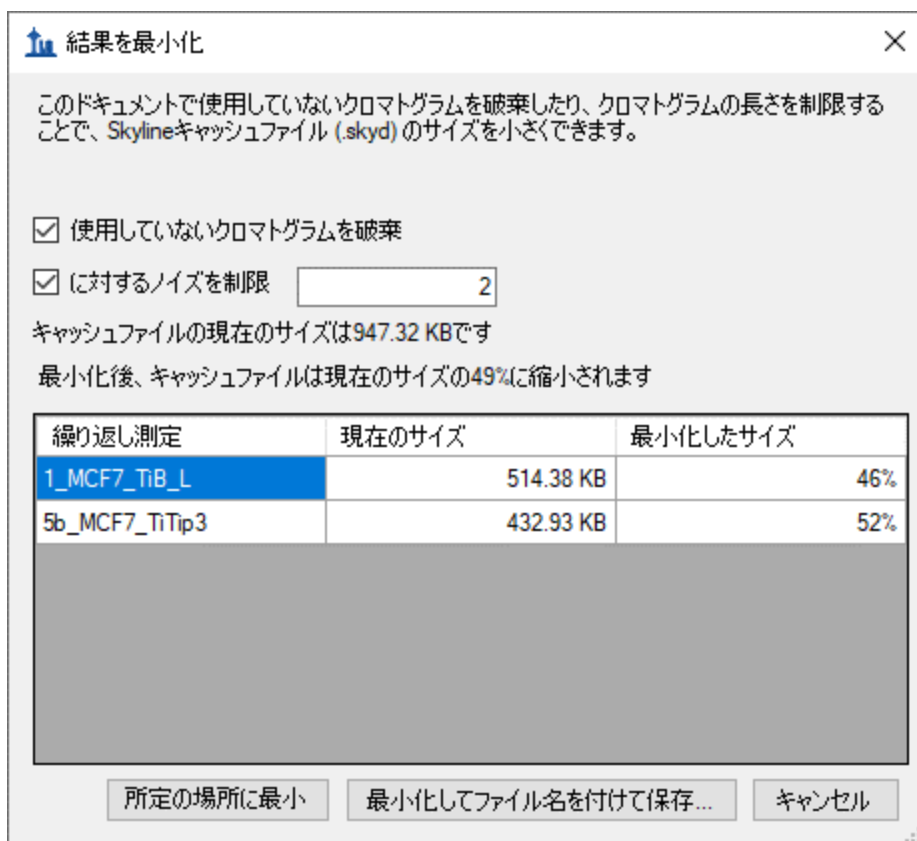 結果を最小化
このドキュメントで使用していないクロマトグラムを破棄したり、クロマトグラムの長さを制限する
ことで、Skylineキャッシュファイル (.skyd) のサイズを小さくできます。
使用していないクロマトグラムを破棄
に対するノイズを制限 2
キャッシュファイルの現在のサイズは947.32 KBです
最小化後、キャッシュファイルは現在のサイズの49%に縮小されます
繰り返し測定 現在のサイズ 最小化したサイズ
1_MCF7_TiB_L 514.38 KB 46%
5b_MCF7_TiTip3 432.93 KB 52%
所定の場所に最小 最小化してファイル名を付けて保存... キャンセル